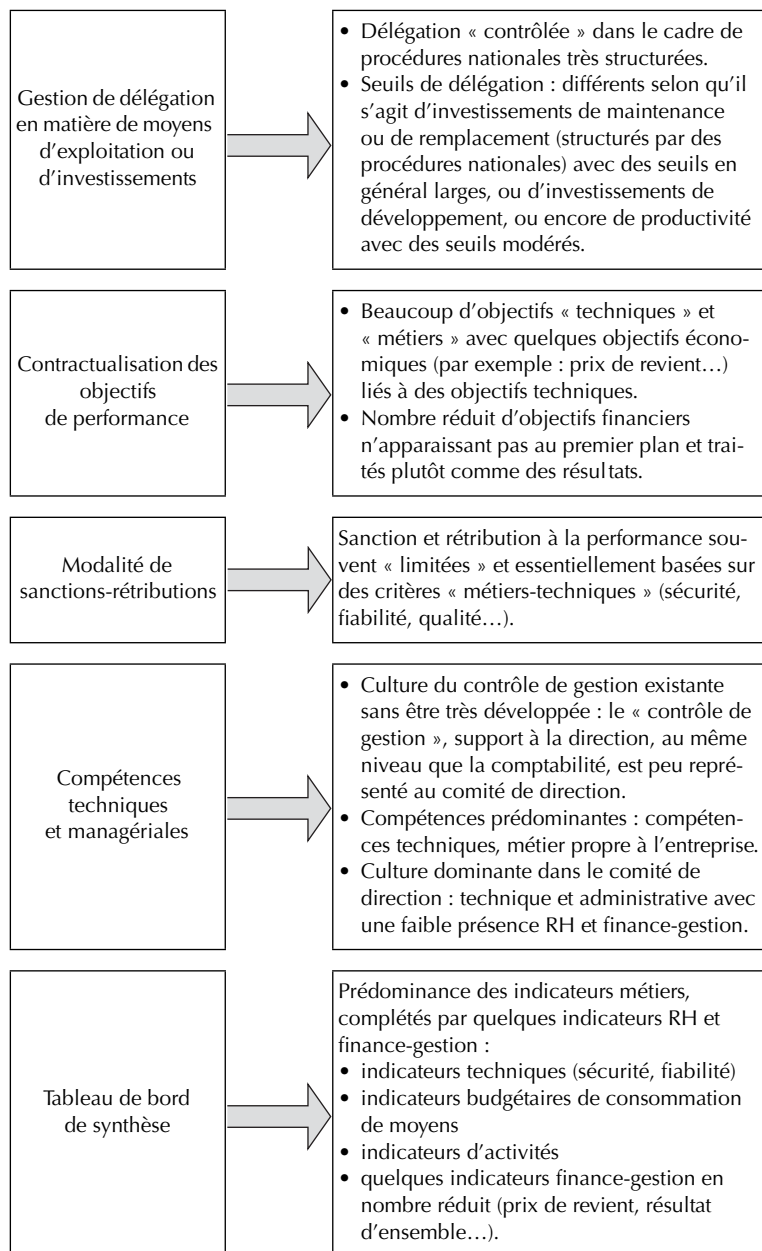 Gestion de délégation
en matière de moyens
d'exploitation ou
d'investissements
• Délégation « contrôlée » dans le cadre de
procédures nationales très structurées.
• Seuils de délégation : différents selon qu'il
s'agit d'investissements de maintenance
ou de remplacement (structurés par des
procédures nationales) avec des seuils en
général larges, ou d'investissements de
développement, ou encore de productivité
avec des seuils modérés.
Contractualisation des
objectifs
de performance
• Beaucoup d'objectifs « techniques » et
« métiers » avec quelques objectifs écono-
miques (par exemple : prix de revient…)
liés à des objectifs techniques.
• Nombre réduit d'objectifs financiers
n'apparaissant pas au premier plan et trai-
tés plutôt comme des résultats.
Modalité de
sanctions-rétributions
Sanction et rétribution à la performance sou-
vent « limitées » et essentiellement basées sur
des critères « métiers-techniques » (sécurité,
fiabilité, qualité…).
Compétences
techniques
et managériales
• Culture du contrôle de gestion existante
sans être très développée : le « contrôle de
gestion », support à la direction, au même
niveau que la comptabilité, est peu repré-
senté au comité de direction.
• Compétences prédominantes : compéten-
ces techniques, métier propre à l'entreprise.
• Culture dominante dans le comité de
direction : technique et administrative avec
une faible présence RH et finance-gestion.
Tableau de bord
de synthèse
Prédominance des indicateurs métiers,
complétés par quelques indicateurs RH et
finance-gestion :
• indicateurs techniques (sécurité, fiabilité)
• indicateurs budgétaires de consommation
de moyens
• indicateurs d'activités
• quelques indicateurs finance-gestion en
nombre réduit (prix de revient, résultat
d'ensemble…).